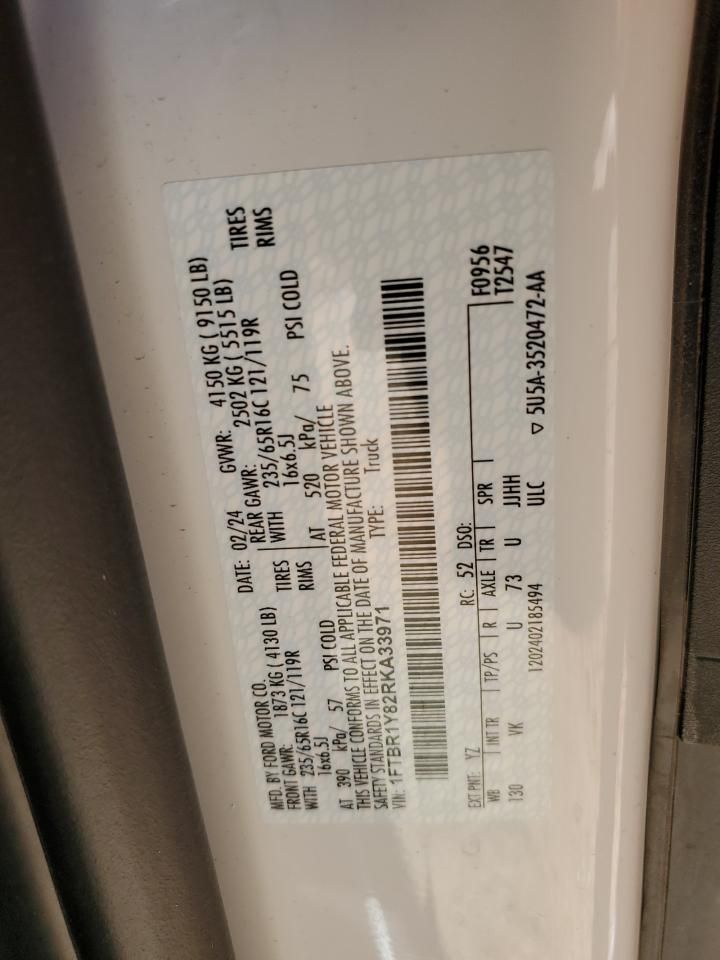 MFD. BY FORD MOTOR CO. DATE: 02/24 GVWR: 4150 KG ( 9150 LB)
FRONT GAWR: 1873 KG ( 4130 LB) REAR GAWR: 2502 KG ( 5515 LB)
WITH 235/65R16C 121/119R TIRES WITH 235/65R16C 121/119R TIRES
16x6.5J RIMS 16x6.5J RIMS
AT 390 kPa/ 57 PSI COLD AT 520 kPa/ 75 PSI COLD
THIS VEHICLE CONFORMS TO ALL APPLICABLE FEDERAL MOTOR VEHICLE
SAFETY STANDARDS IN EFFECT ON THE DATE OF MANUFACTURE SHOWN ABOVE.
VIN: 1FTBR1Y82RKA33971 TYPE: Truck
EXT PNT: YZ RC: 52 DSO: F0956
WB INT TR TP/PS R AXLE TR SPR T2547
130 VK U 73 U JJHH
1202402185494 ULC ▽ 5U5A-3520472-AA